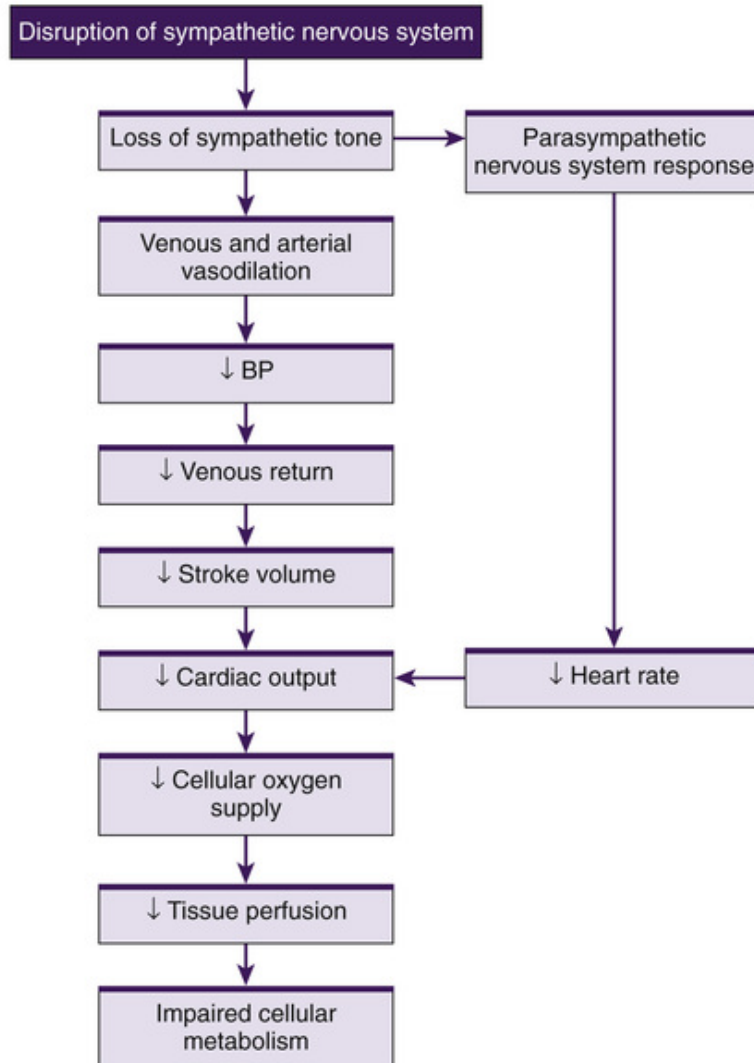 Disruption of sympathetic nervous system
Loss of sympathetic tone
Parasympathetic
nervous system response
Venous and arterial
vasodilation
↓ BP
↓ Venous return
↓ Stroke volume
↓ Cardiac output
↓ Heart rate
↓ Cellular oxygen
supply
↓ Tissue perfusion
Impaired cellular
metabolism